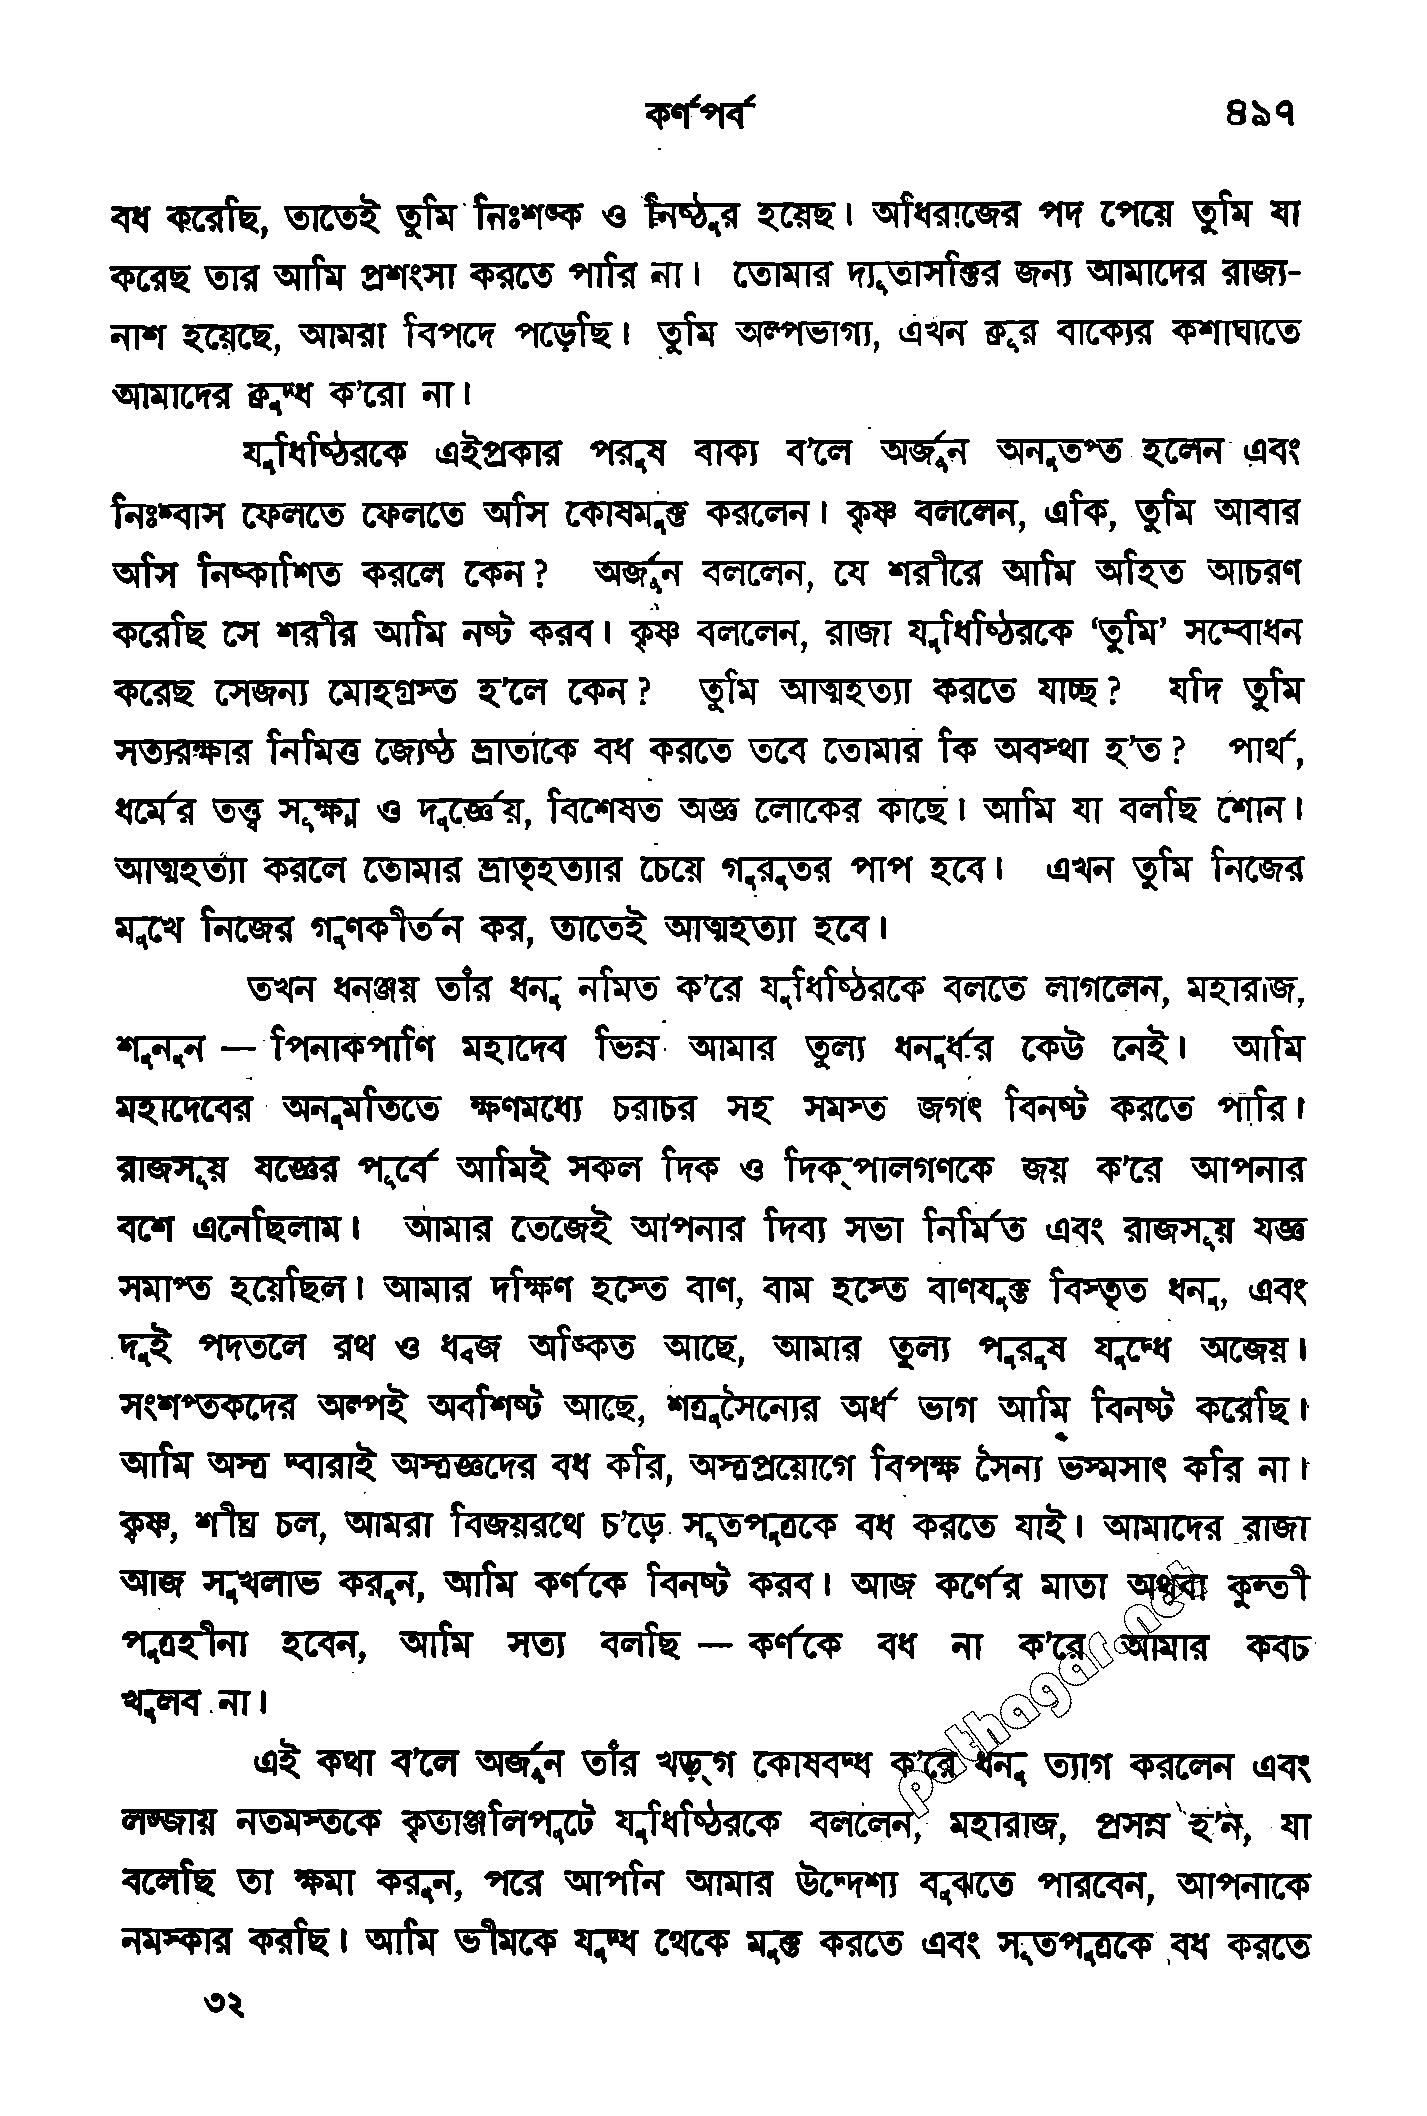 কর্ণপর্ব ৪৯৭
বধ করেছি, তাতেই তুমি নিঃশঙ্ক ও নিষ্ঠুর হয়েছ। অধিরাজের পদ পেয়ে তুমি যা
করেছ তার আমি প্রশংসা করতে পারি না। তোমার দ্যূতাসক্তির জন্য আমাদের রাজ্য-
নাশ হয়েছে, আমরা বিপদে পড়েছি। তুমি অল্পভাগ্য, এখন ক্রূর বাক্যের কশাঘাতে
আমাদের ক্রুদ্ধ ক’রো না।
যুধিষ্ঠিরকে এইপ্রকার পরুষ বাক্য ব’লে অর্জুন অনুতপ্ত হলেন এবং
নিঃশ্বাস ফেলতে ফেলতে অসি কোষমুক্ত করলেন। কৃষ্ণ বললেন, একি, তুমি আবার
অসি নিষ্কাশিত করলে কেন? অর্জুন বললেন, যে শরীরে আমি অহিত আচরণ
করেছি সে শরীর আমি নষ্ট করব। কৃষ্ণ বললেন, রাজা যুধিষ্ঠিরকে ‘তুমি’ সম্বোধন
করেছ সেজন্য মোহগ্রস্ত হ’লে কেন? তুমি আত্মহত্যা করতে যাচ্ছ? যদি তুমি
সত্যরক্ষার নিমিত্ত জ্যেষ্ঠ ভ্রাতাকে বধ করতে তবে তোমার কি অবস্থা হ’ত? পার্থ,
ধর্মের তত্ত্ব সূক্ষ্ম ও দুর্জ্ঞেয়, বিশেষত অজ্ঞ লোকের কাছে। আমি যা বলছি শোন।
আত্মহত্যা করলে তোমার ভ্রাতৃহত্যার চেয়ে গুরুতর পাপ হবে। এখন তুমি নিজের
মুখে নিজের গুণকীর্তন কর, তাতেই আত্মহত্যা হবে।
তখন ধনঞ্জয় তাঁর ধনু নমিত ক’রে যুধিষ্ঠিরকে বলতে লাগলেন, মহারাজ,
শুনুন — পিনাকপাণি মহাদেব ভিন্ন আমার তুল্য ধনুর্ধর কেউ নেই। আমি
মহাদেবের অনুমতিতে ক্ষণমধ্যে চরাচর সহ সমস্ত জগৎ বিনষ্ট করতে পারি।
রাজসূয় যজ্ঞের পূর্বে আমিই সকল দিক ও দিক্‌পালগণকে জয় ক’রে আপনার
বশে এনেছিলাম। আমার তেজেই আপনার দিব্য সভা নির্মিত এবং রাজসূয় যজ্ঞ
সমাপ্ত হয়েছিল। আমার দক্ষিণ হস্তে বাণ, বাম হস্তে বাণযুক্ত বিস্তৃত ধনু, এবং
দুই পদতলে রথ ও ধ্বজ অঙ্কিত আছে, আমার তুল্য পুরুষ যুদ্ধে অজেয়।
সংশপ্তকদের অল্পই অবশিষ্ট আছে, শত্রুসৈন্যের অর্ধ ভাগ আমি বিনষ্ট করেছি।
আমি অস্ত্র দ্বারাই অস্ত্রজ্ঞদের বধ করি, অস্ত্রপ্রয়োগে বিপক্ষ সৈন্য ভস্মসাৎ করি না।
কৃষ্ণ, শীঘ্র চল, আমরা বিজয়রথে চ’ড়ে সূতপুত্রকে বধ করতে যাই। আমাদের রাজা
আজ সুখলাভ করুন, আমি কর্ণকে বিনষ্ট করব। আজ কর্ণের মাতা অথবা কুন্তী
পুত্রহীনা হবেন, আমি সত্য বলছি — কর্ণকে বধ না ক’রে আমার কবচ
খুলব না।
এই কথা ব’লে অর্জুন তাঁর খড়্‌গ কোষবদ্ধ ক’রে ধনু ত্যাগ করলেন এবং
লজ্জায় নতমস্তকে কৃতাঞ্জলিপুটে যুধিষ্ঠিরকে বললেন, মহারাজ, প্রসন্ন হ’ন, যা
বলেছি তা ক্ষমা করুন, পরে আপনি আমার উদ্দেশ্য বুঝতে পারবেন, আপনাকে
নমস্কার করছি। আমি ভীমকে যুদ্ধ থেকে মুক্ত করতে এবং সূতপুত্রকে বধ করতে
৩২
pathagar.net